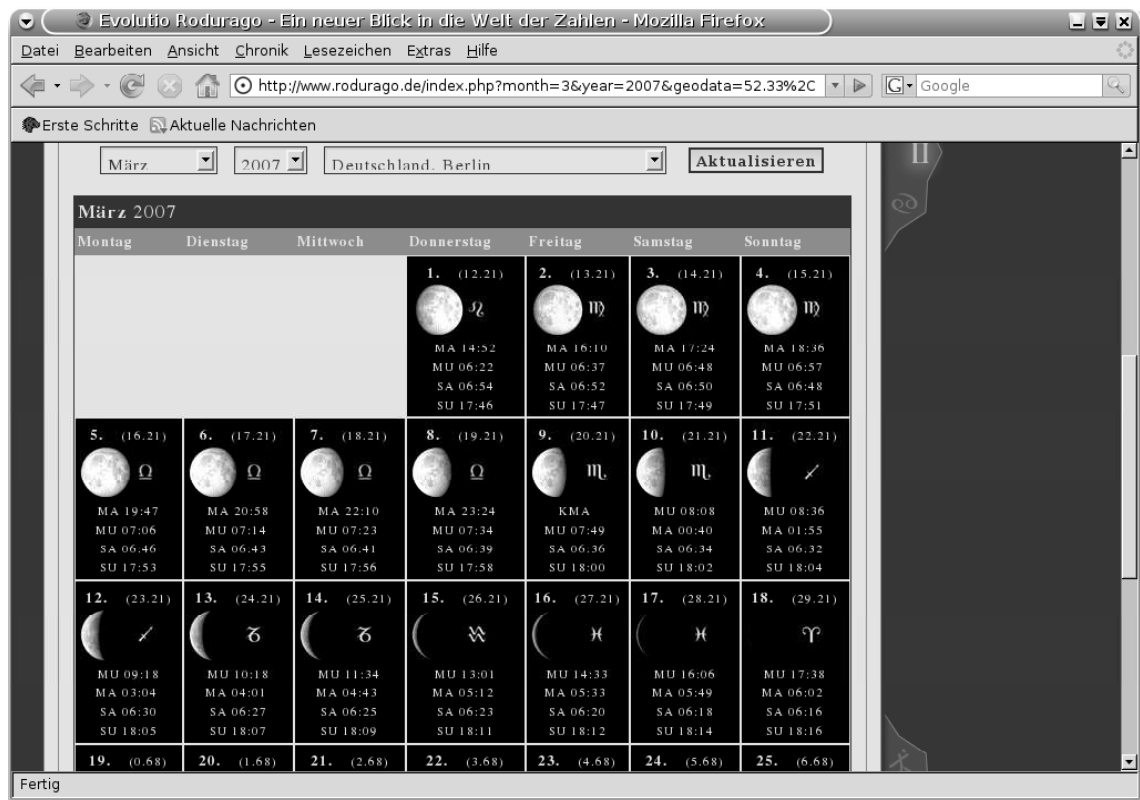 Evolutio Rodurago - Ein neuer Blick in die Welt der Zahlen - Mozilla Firefox
Datei Bearbeiten Ansicht Chronik Lesezeichen Extras Hilfe
http://www.rodurago.de/index.php?month=3&year=2007&geodata=52.33%2C
G Google
Erste Schritte Aktuelle Nachrichten
März 2007 Deutschland, Berlin Aktualisieren
II
März 2007
Montag Dienstag Mittwoch Donnerstag Freitag Samstag Sonntag
1. (12.21) 2. (13.21) 3. (14.21) 4. (15.21)
♌ ♍ ♍ ♍
MA 14:52 MA 16:10 MA 17:24 MA 18:36
MU 06:22 MU 06:37 MU 06:48 MU 06:57
SA 06:54 SA 06:52 SA 06:50 SA 06:48
SU 17:46 SU 17:47 SU 17:49 SU 17:51
5. (16.21) 6. (17.21) 7. (18.21) 8. (19.21) 9. (20.21) 10. (21.21) 11. (22.21)
♎ ♎ ♎ ♎ ♏ ♏ ♐
MA 19:47 MA 20:58 MA 22:10 MA 23:24 KMA MU 08:08 MU 08:36
MU 07:06 MU 07:14 MU 07:23 MU 07:34 MU 07:49 MA 00:40 MA 01:55
SA 06:46 SA 06:43 SA 06:41 SA 06:39 SA 06:36 SA 06:34 SA 06:32
SU 17:53 SU 17:55 SU 17:56 SU 17:58 SU 18:00 SU 18:02 SU 18:04
12. (23.21) 13. (24.21) 14. (25.21) 15. (26.21) 16. (27.21) 17. (28.21) 18. (29.21)
♐ ♑ ♑ ♒ ♓ ♓ ♈
MU 09:18 MU 10:18 MU 11:34 MU 13:01 MU 14:33 MU 16:06 MU 17:38
MA 03:04 MA 04:01 MA 04:43 MA 05:12 MA 05:33 MA 05:49 MA 06:02
SA 06:30 SA 06:27 SA 06:25 SA 06:23 SA 06:20 SA 06:18 SA 06:16
SU 18:05 SU 18:07 SU 18:09 SU 18:11 SU 18:12 SU 18:14 SU 18:16
19. (0.68) 20. (1.68) 21. (2.68) 22. (3.68) 23. (4.68) 24. (5.68) 25. (6.68)
Fertig